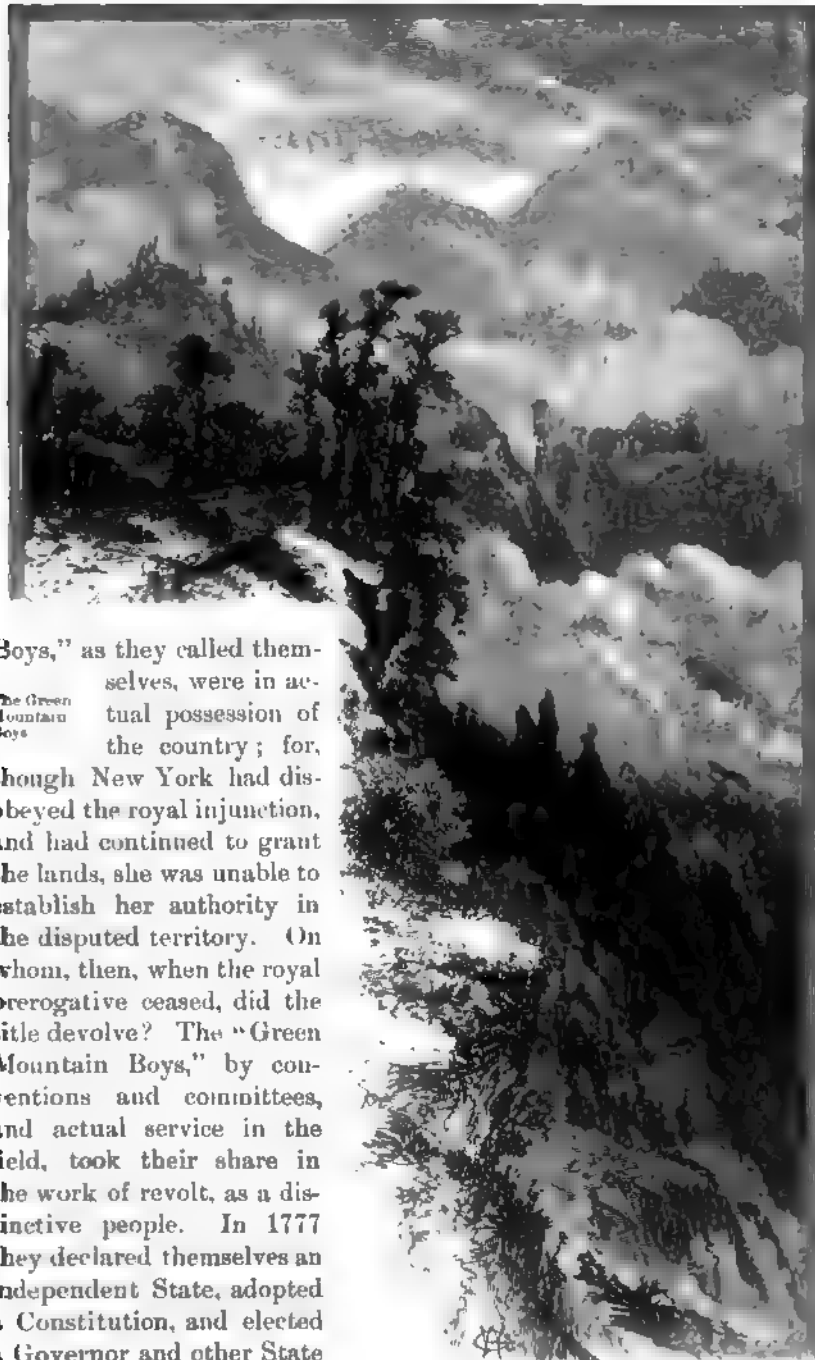 Boys,” as they called them-
selves, were in ac-
The Green
Mountain
Boys
tual possession of
the country; for,
hough New York had dis-
obeyed the royal injunction,
and had continued to grant
he lands, she was unable to
establish her authority in
he disputed territory. On
whom, then, when the royal
prerogative ceased, did the
itle devolve? The “Green
Mountain Boys,” by con-
entions and committees,
and actual service in the
ield, took their share in
he work of revolt, as a dis-
inctive people. In 1777
hey declared themselves an
ndependent State, adopted
a Constitution, and elected
a Governor and other State